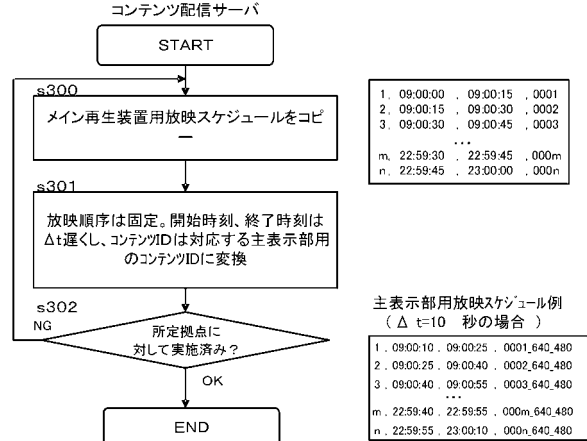 コンテンツ配信サーバ
START
s300
メイン再生装置用放映スケジュールをコピ
ー
s301
放映順序は固定。開始時刻、終了時刻は
Δt遅くし、コンテンツIDは対応する主表示部用
のコンテンツIDに変換
s302
NG
所定拠点に
対して実施済み?
OK
END
1, 09:00:00 , 09:00:15 , 0001
2, 09:00:15 , 09:00:30 , 0002
3, 09:00:30 , 09:00:45 , 0003
...
m, 22:59:30 , 22:59:45 , 000m
n, 22:59:45 , 23:00:00 , 000n
主表示部用放映スケジュール例
( Δ t=10 秒の場合 )
1 , 09:00:10 , 09:00:25 , 0001_640_480
2 , 09:00:25 , 09:00:40 , 0002_640_480
3 , 09:00:40 , 09:00:55 , 0003_640_480
...
m , 22:59:40 , 22:59:55 , 000m_640_480
n , 22:59:55 , 23:00:10 , 000n_640_480